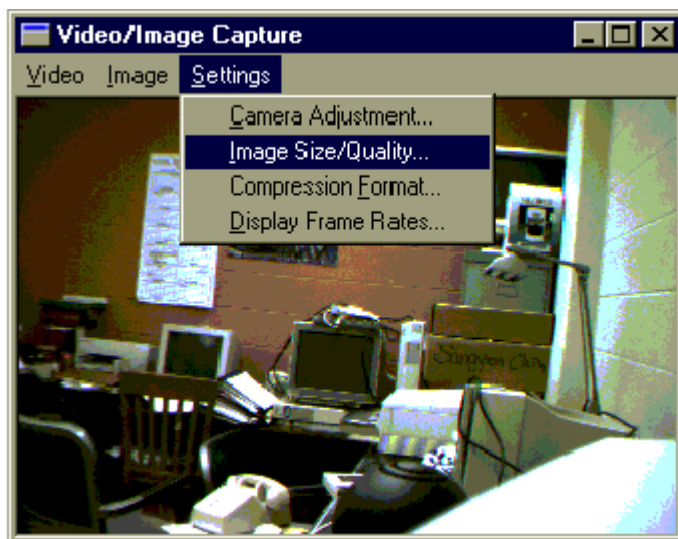 Video/Image Capture
Video Image Settings
Camera Adjustment...
Image Size/Quality...
Compression Format...
Display Frame Rates...